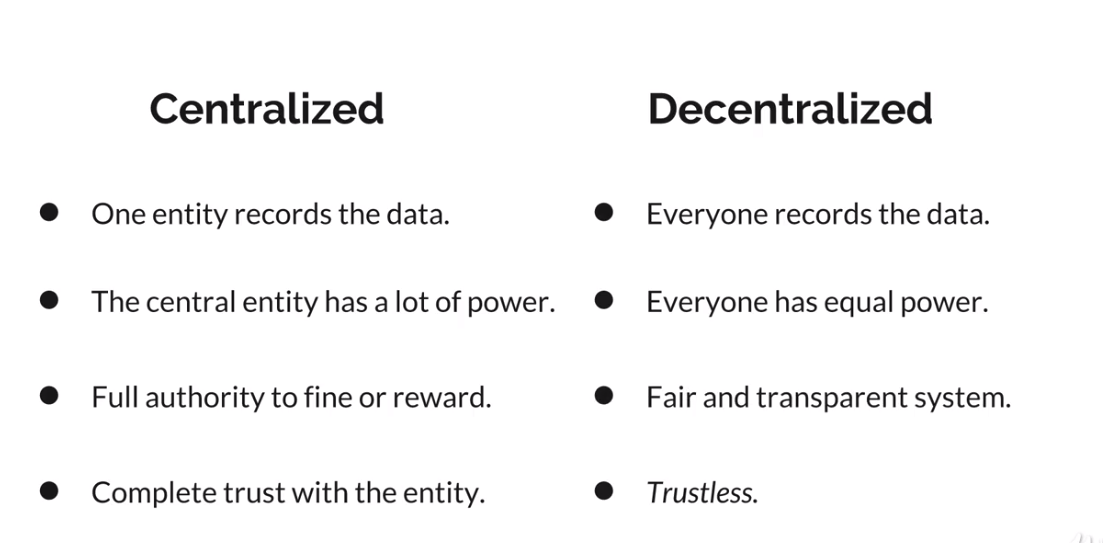 Centralized
● One entity records the data.
● The central entity has a lot of power.
● Full authority to fine or reward.
● Complete trust with the entity.
Decentralized
● Everyone records the data.
● Everyone has equal power.
● Fair and transparent system.
● Trustless.